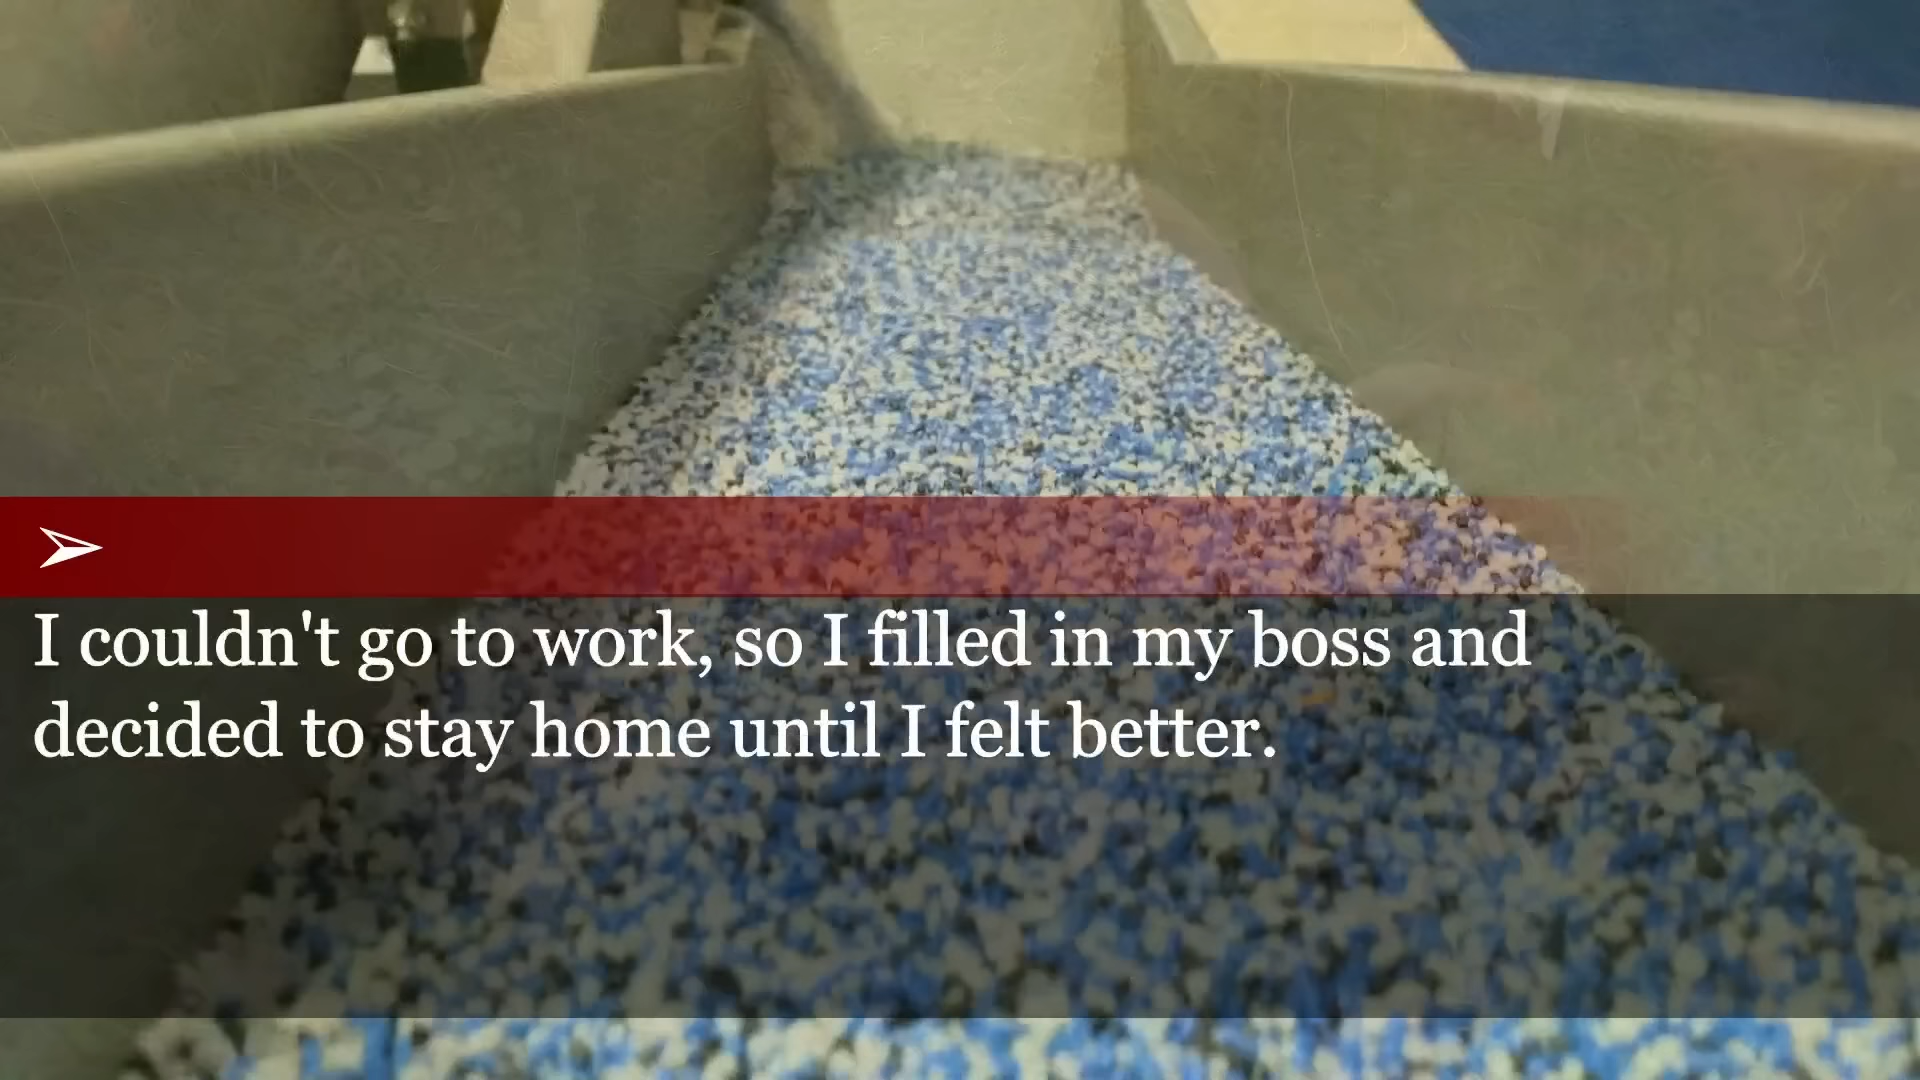 I couldn't go to work, so I filled in my boss and
decided to stay home until I felt better.